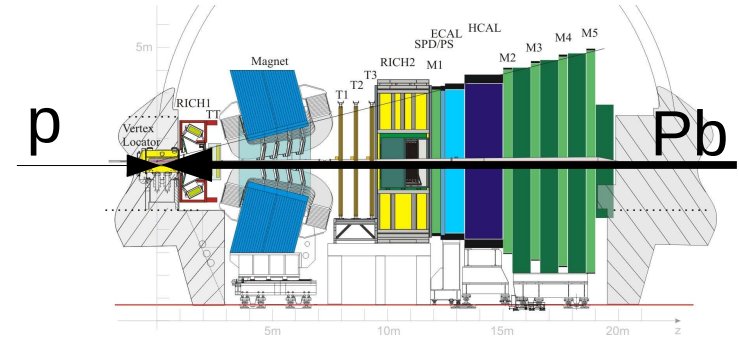 5m
Magnet
ECAL
HCAL
SPD/PS
M1
M2
M3
M4
M5
RICH2
T1
T2
T3
RICH1
TT
Vertex
Locator
p
Pb
5m
10m
15m
20m
z